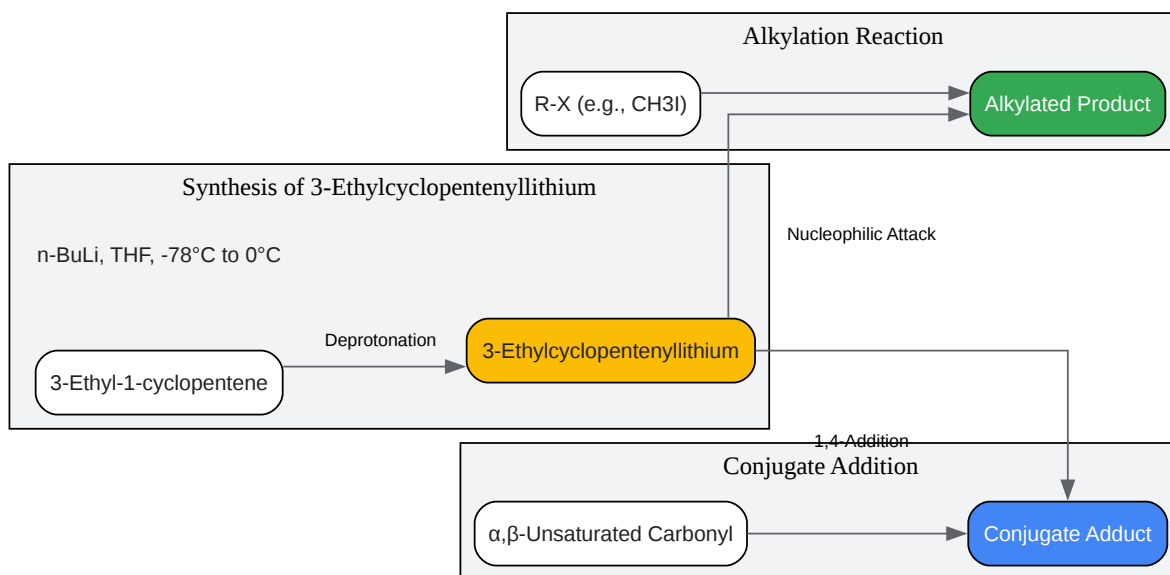 Alkylation Reaction
R-X (e.g., CH3I)
Alkylated Product
Synthesis of 3-Ethylcyclopentenyllithium
Nucleophilic Attack
n-BuLi, THF, -78°C to 0°C
Deprotonation
3-Ethylcyclopentenyllithium
3-Ethyl-1-cyclopentene
1,4-Addition
Conjugate Addition
α,β-Unsaturated Carbonyl
Conjugate Adduct